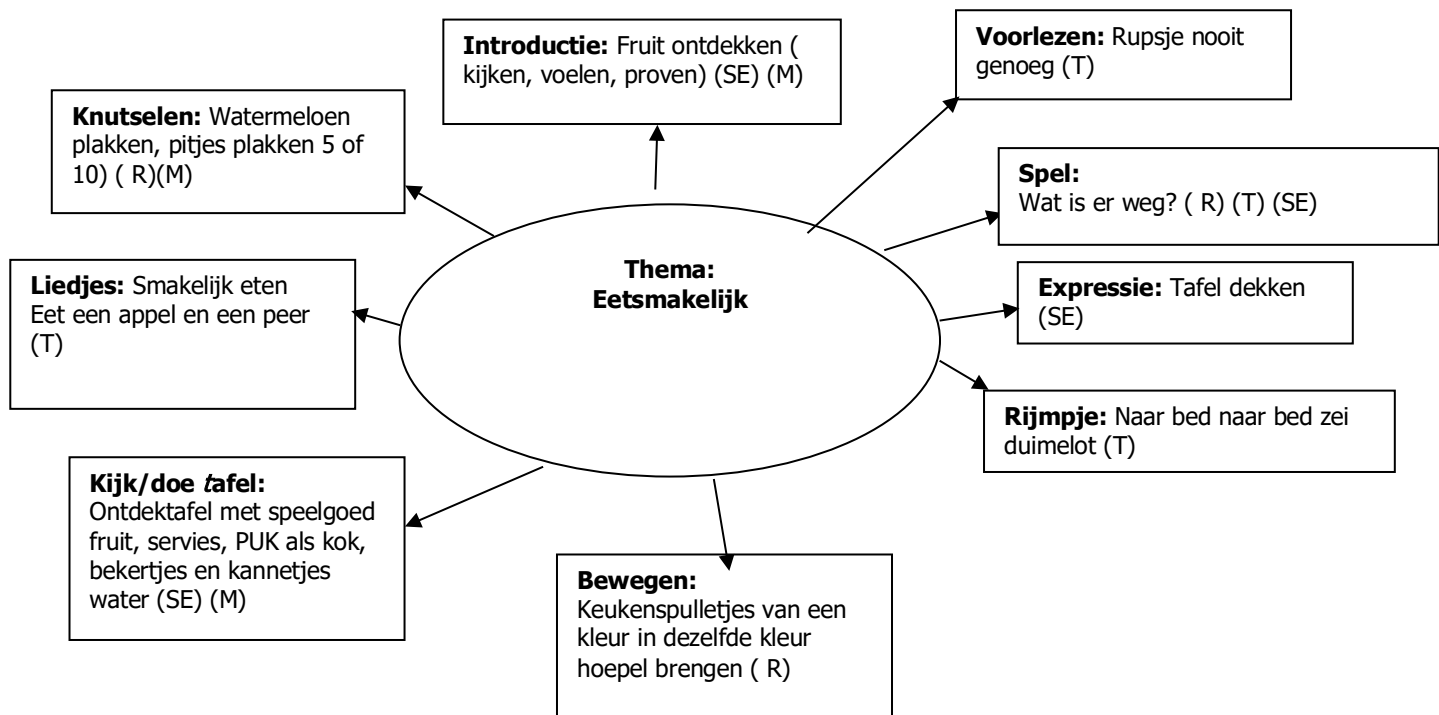 Introductie: Fruit ontdekken (
kijken, voelen, proven) (SE) (M)
Voorlezen: Rupsje nooit
genoeg (T)
Knutselen: Watermeloen
plakken, pitjes plakken 5 of
10) ( R)(M)
Spel:
Wat is er weg? ( R) (T) (SE)
Thema:
Eetsmakelijk
Liedjes: Smakelijk eten
Eet een appel en een peer
(T)
Expressie: Tafel dekken
(SE)
Rijmpje: Naar bed naar bed zei
duimelot (T)
Kijk/doe tafel:
Ontdektafel met speelgoed
fruit, servies, PUK als kok,
bekertjes en kannetjes
water (SE) (M)
Bewegen:
Keukenspulletjes van een
kleur in dezelfde kleur
hoepel brengen ( R)